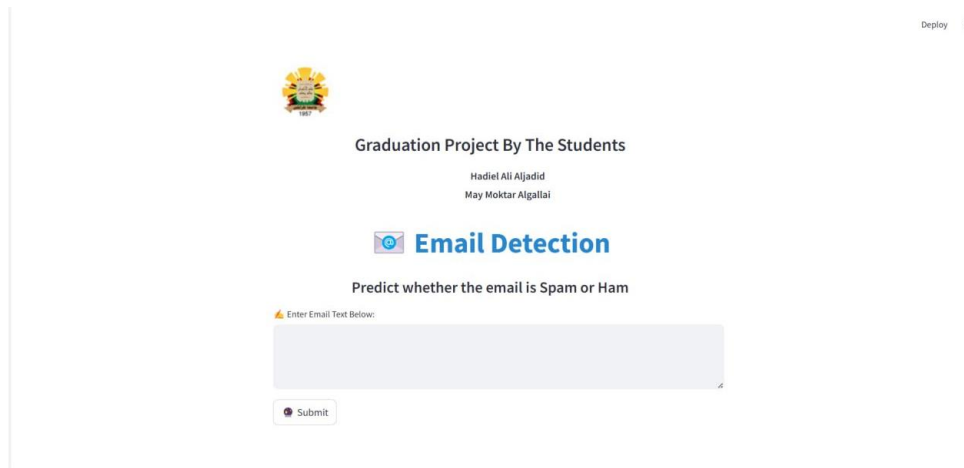 Deploy
1957
Graduation Project By The Students
Hadiel Ali Aljadid
May Moktar Algallai
Email Detection
Predict whether the email is Spam or Ham
Enter Email Text Below:
Submit